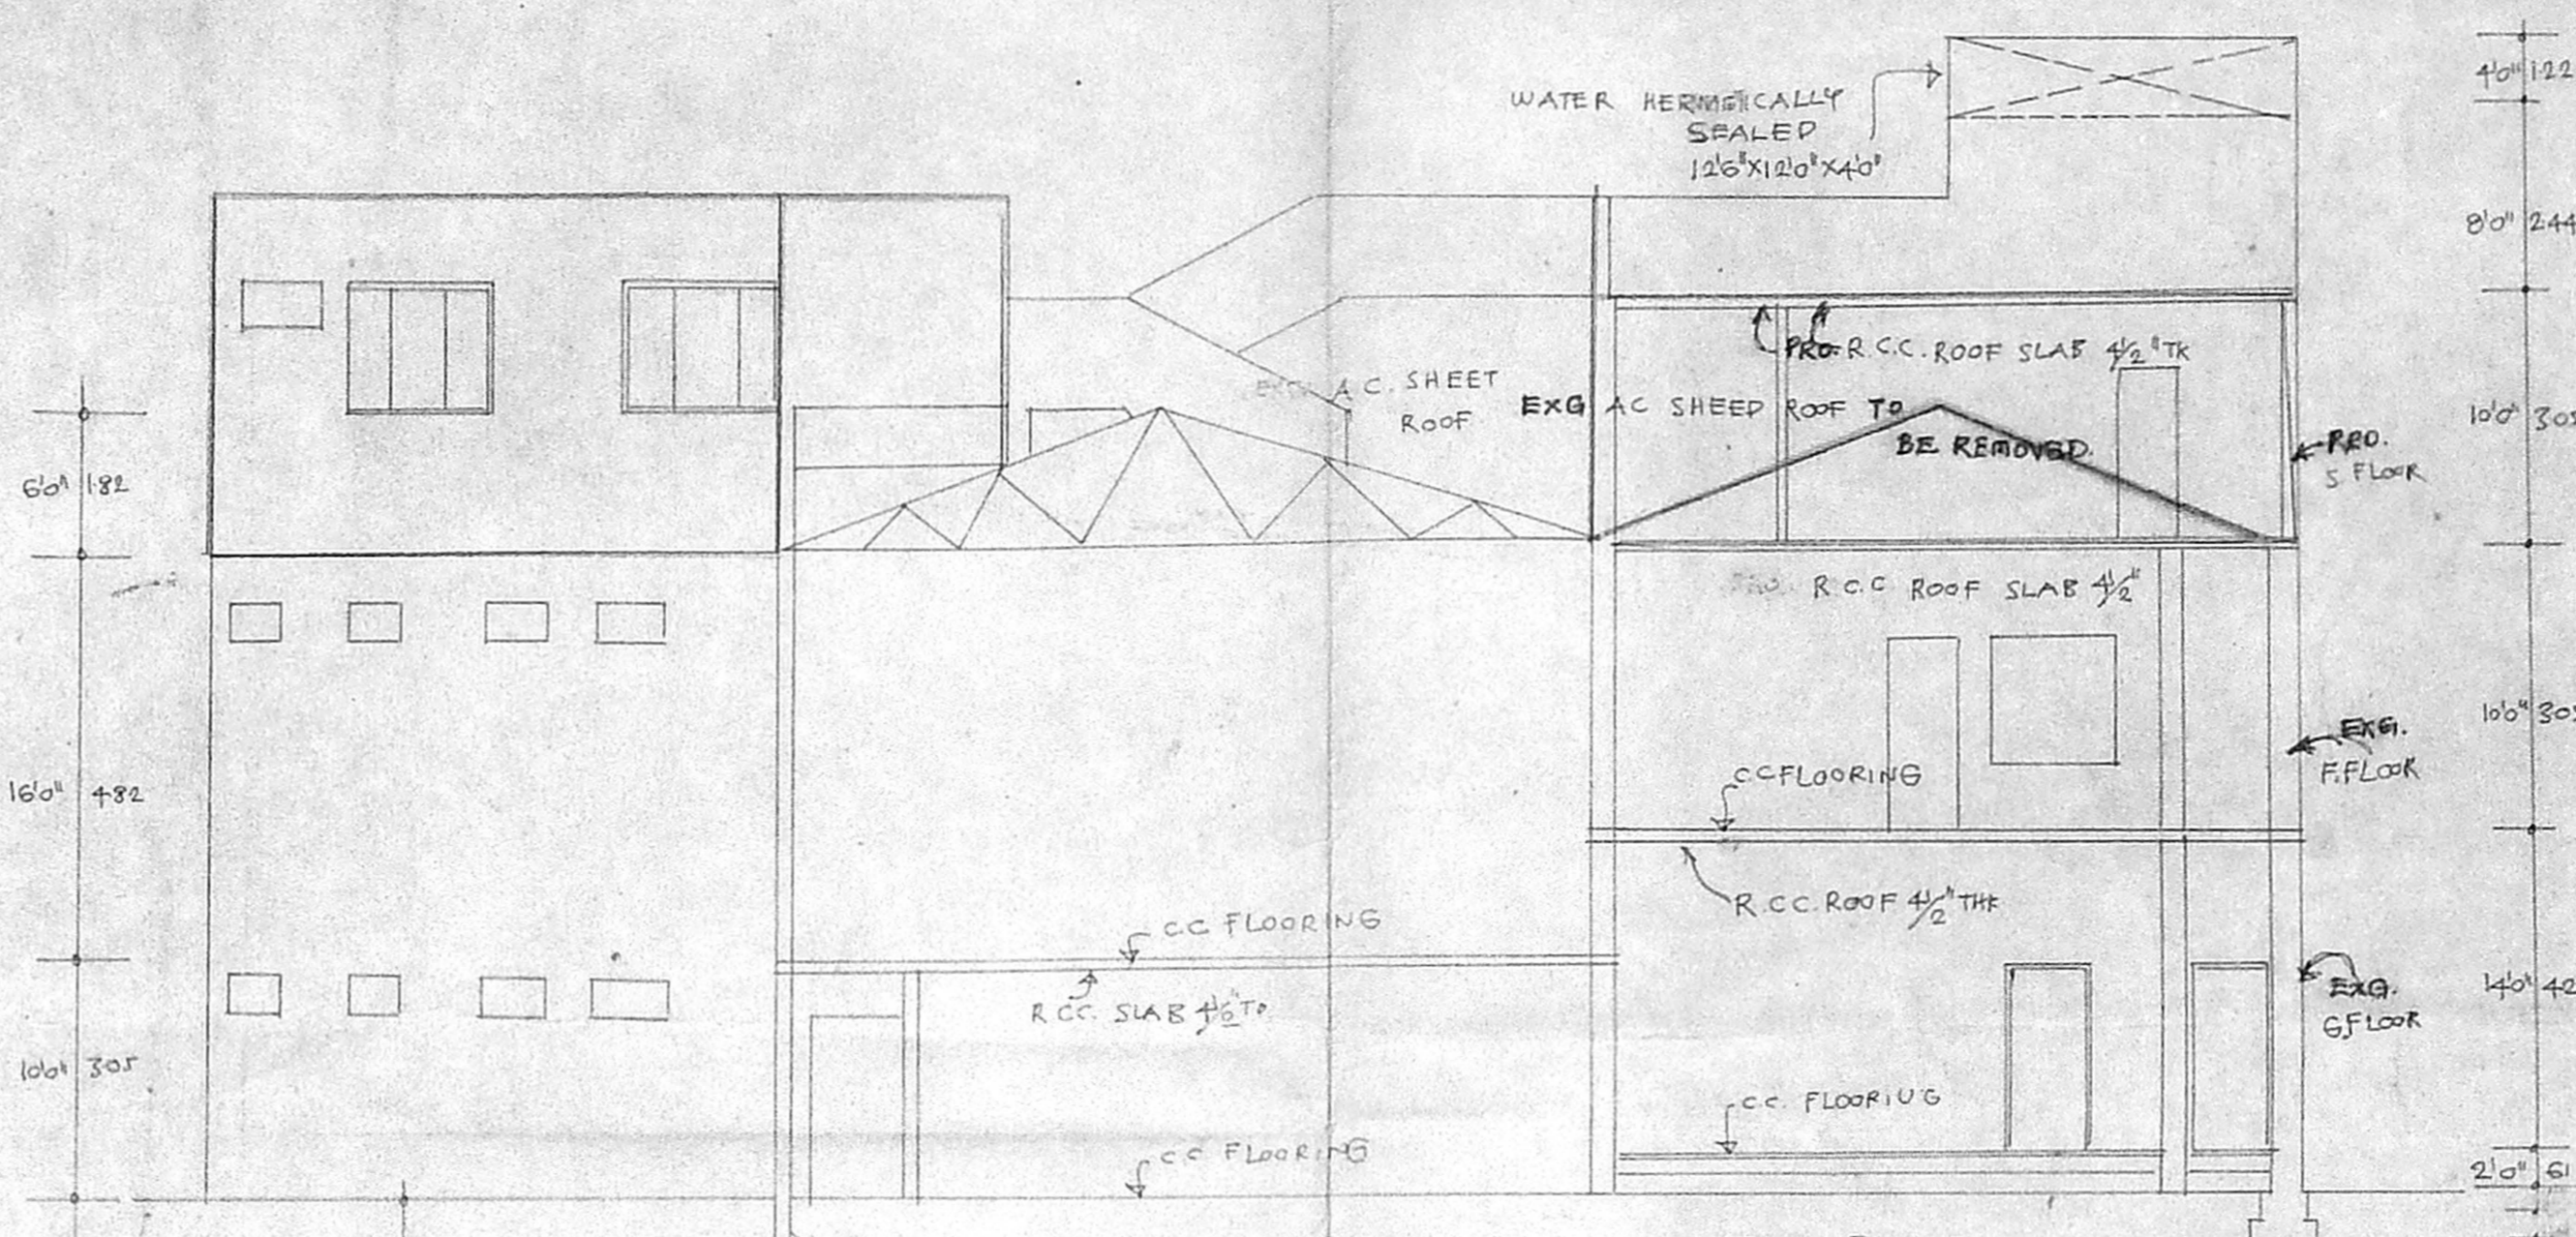 WATER HERMETICALLY
SEALED
12'6"X12'0"X4'0"
4'0" 1.22
8'0" 2.44
PRO. R.C.C. ROOF SLAB 4½" TK
A.C. SHEET
ROOF
EXG AC SHEED ROOF TO
BE REMOVED.
10'0"
PRO.
S. FLOOR
6'0" 1.82
R.C.C ROOF SLAB 4½"
10'0"
EXG.
F.FLOOR
C C FLOORING
16'0" 4.82
R.C.C. ROOF 4½" THK
C.C FLOORING
R.C.C. SLAB
14'0"
EXG.
G.FLOOR
10'0" 3.05
C.C. FLOORIUG
C.C FLOORING
2'0" 61